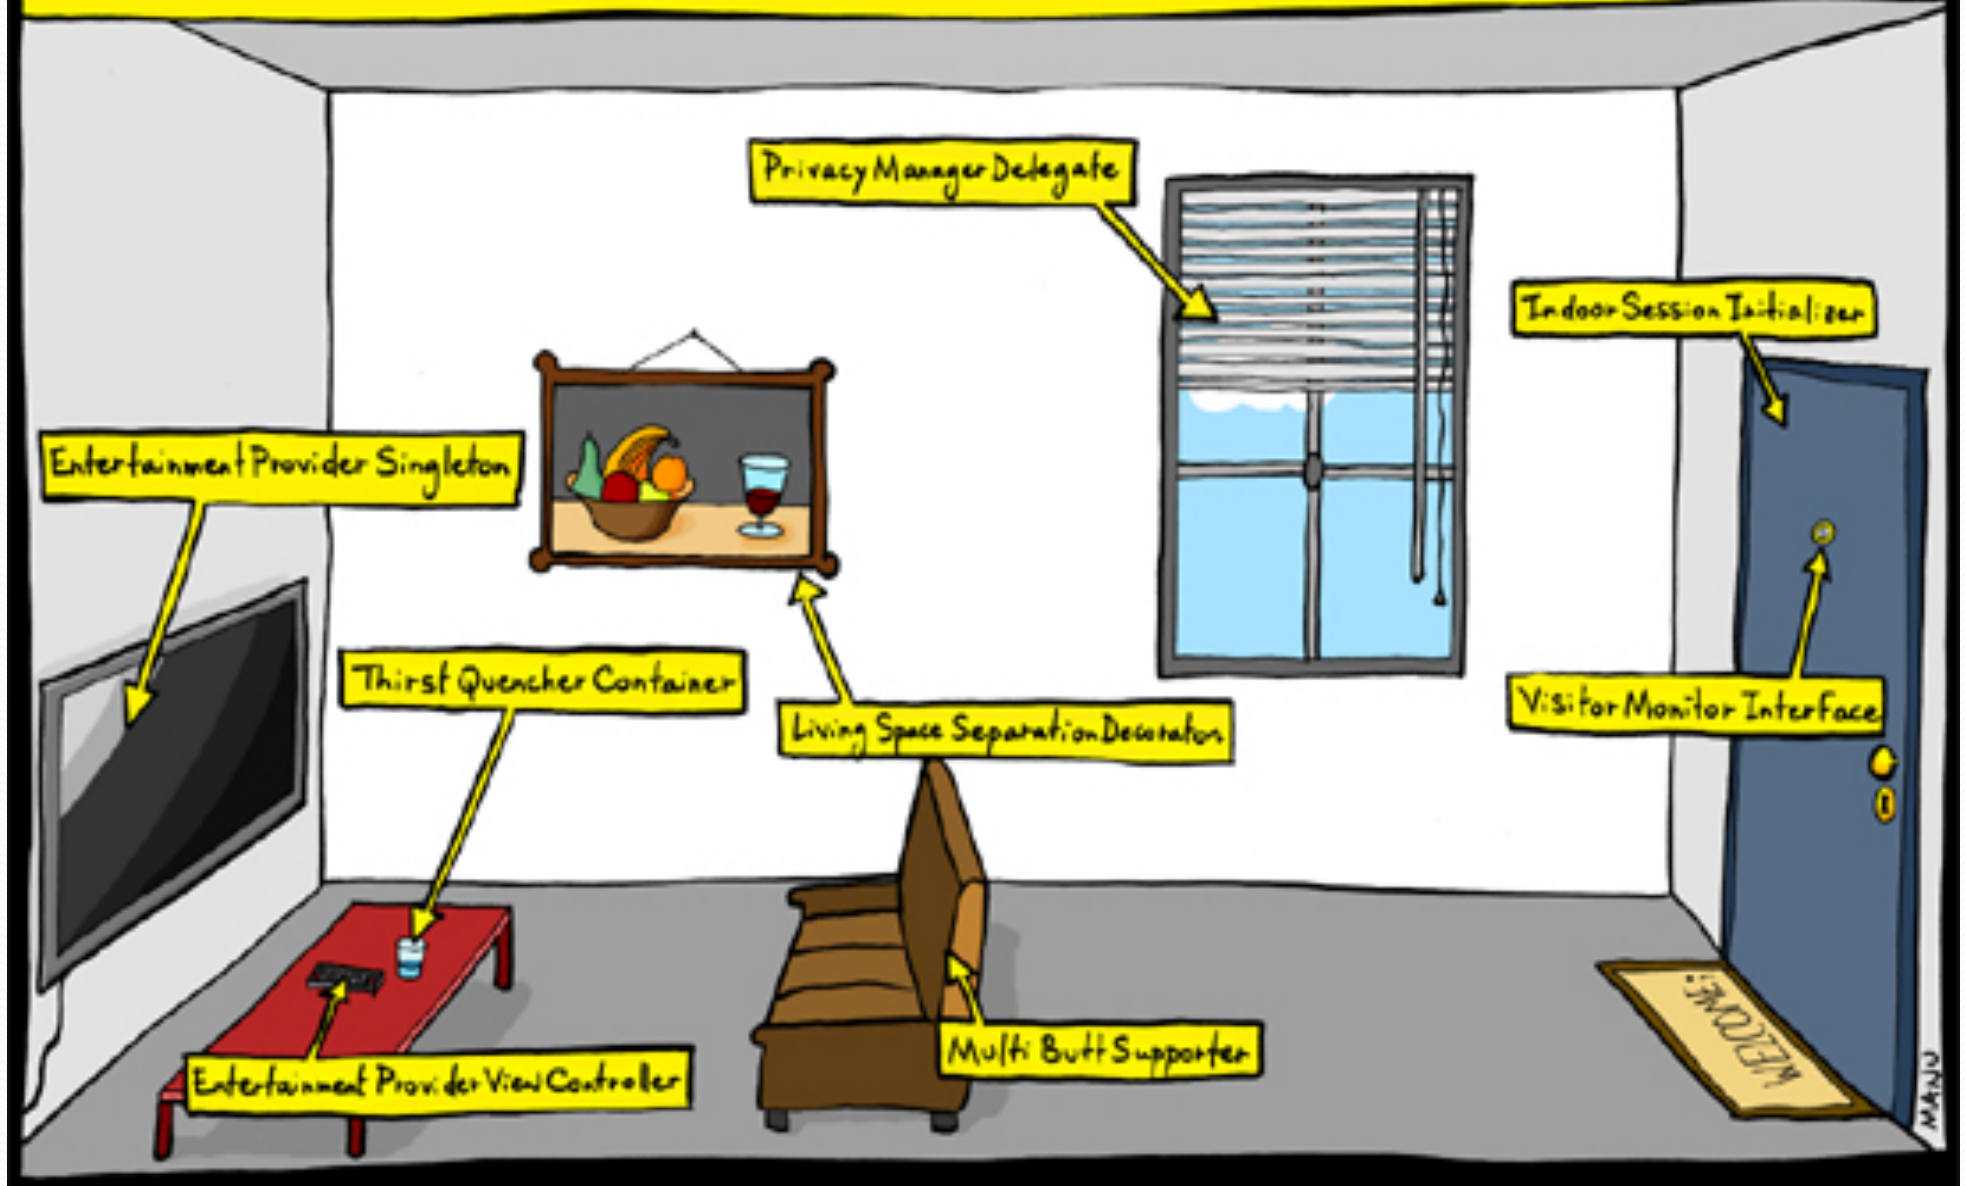 Privacy Manager Delegate
Indoor Session Initializer
Entertainment Provider Singleton
Thirst Quencher Container
Living Space Separation Decorator
Visitor Monitor Interface
Multi Butt Supporter
Entertainment Provider View Controller
WELCOME!
MANU